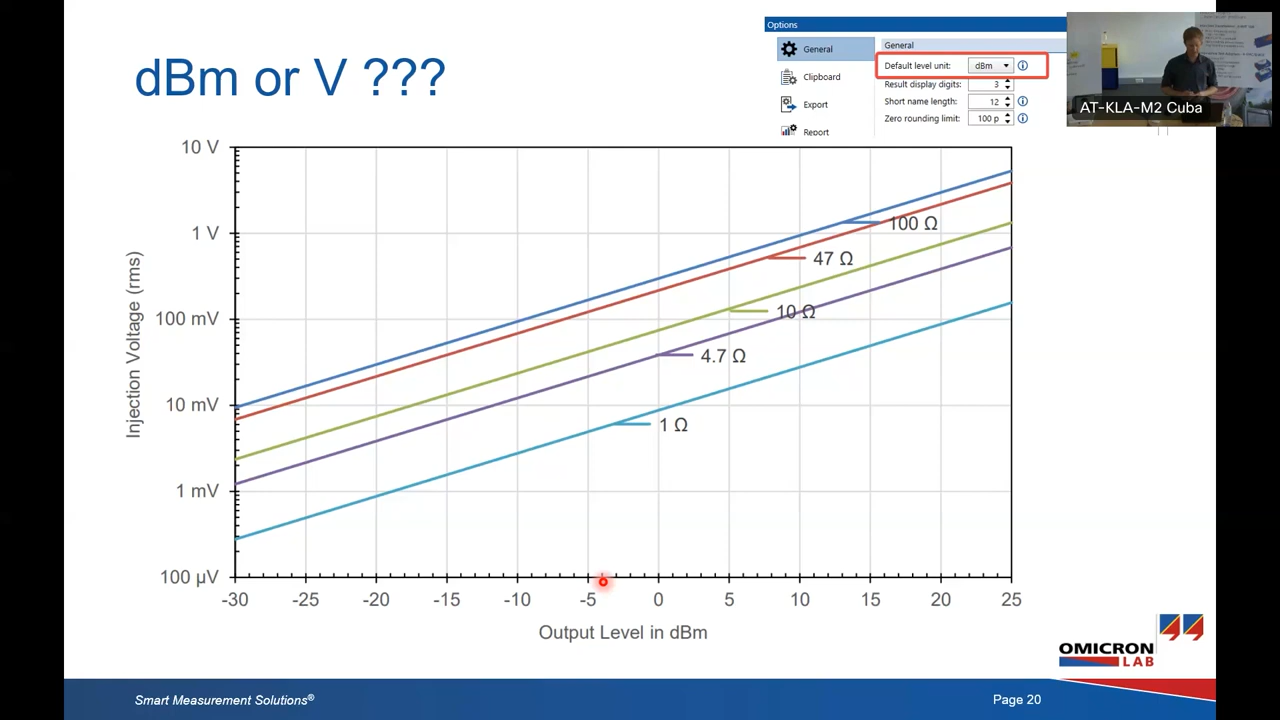 dBm or V ???
Options
General
Clipboard
Export
Report
General
Default level unit: dBm
Result display digits: 3
Short name length: 12
Zero rounding limit: 100 p
AT-KLA-M2 Cuba
Injection Voltage (rms)
10 V
1 V
100 mV
10 mV
1 mV
100 µV
100 Ω
47 Ω
10 Ω
4.7 Ω
1 Ω
-30 -25 -20 -15 -10 -5 0 5 10 15 20 25
Output Level in dBm
OMICRON
LAB
Smart Measurement Solutions®
Page 20